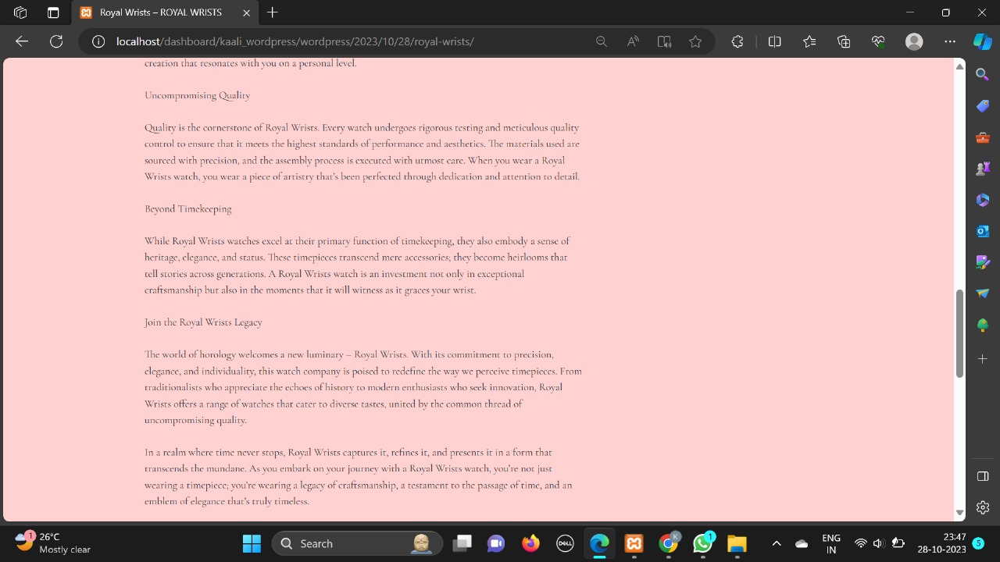 Royal Wrists – ROYAL WRISTS
localhost/dashboard/kaali_wordpress/wordpress/2023/10/28/royal-wrists/
creation that resonates with you on a personal level.
Uncompromising Quality
Quality is the cornerstone of Royal Wrists. Every watch undergoes rigorous testing and meticulous quality
control to ensure that it meets the highest standards of performance and aesthetics. The materials used are
sourced with precision, and the assembly process is executed with utmost care. When you wear a Royal
Wrists watch, you wear a piece of artistry that's been perfected through dedication and attention to detail.
Beyond Timekeeping
While Royal Wrists watches excel at their primary function of timekeeping, they also embody a sense of
heritage, elegance, and status. These timepieces transcend mere accessories; they become heirlooms that
tell stories across generations. A Royal Wrists watch is an investment not only in exceptional
craftsmanship but also in the moments that it will witness as it graces your wrist.
Join the Royal Wrists Legacy
The world of horology welcomes a new luminary – Royal Wrists. With its commitment to precision,
elegance, and individuality, this watch company is poised to redefine the way we perceive timepieces. From
traditionalists who appreciate the echoes of history to modern enthusiasts who seek innovation, Royal
Wrists offers a range of watches that cater to diverse tastes, united by the common thread of
uncompromising quality.
In a realm where time never stops, Royal Wrists captures it, refines it, and presents it in a form that
transcends the mundane. As you embark on your journey with a Royal Wrists watch, you're not just
wearing a timepiece; you're wearing a legacy of craftsmanship, a testament to the passage of time, and an
emblem of elegance that's truly timeless.
1
26°C
Mostly clear
Search
DELL
K
1
ENG
IN
23:47
28-10-2023
5